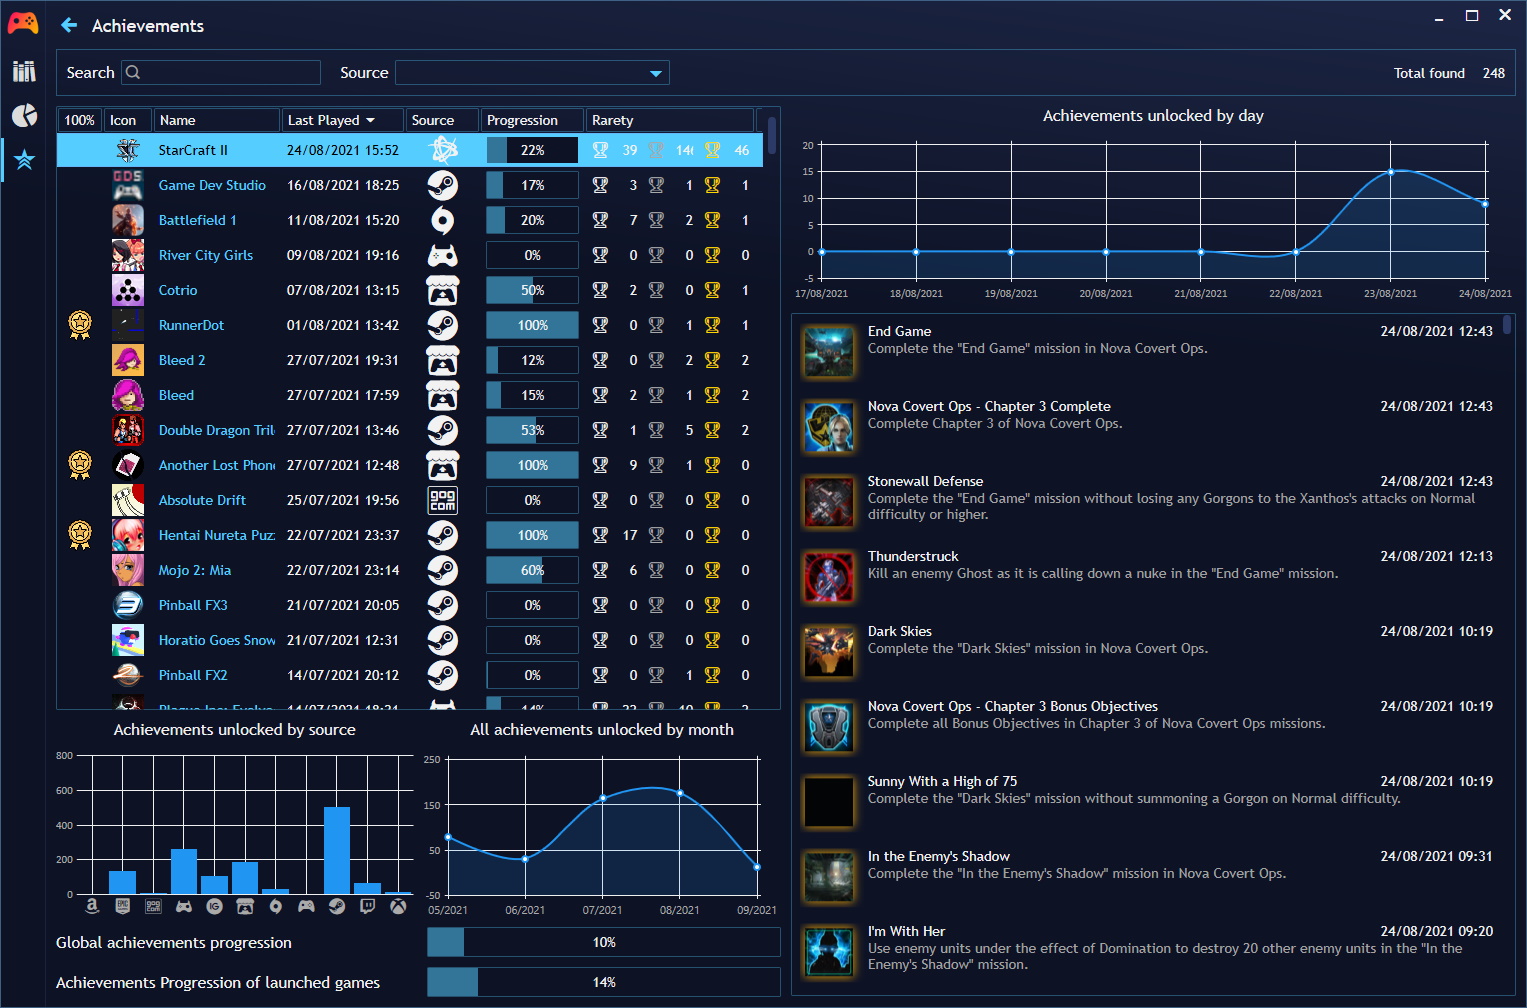 Achievements
Search
Source
Total found 248
100% Icon Name Last Played Source Progression Rarety
StarCraft II 24/08/2021 15:52 22% 39 146 46
GDS Game Dev Studio 16/08/2021 18:25 17% 3 1 1
Battlefield 1 11/08/2021 15:20 20% 7 2 1
River City Girls 09/08/2021 19:16 0% 0 0 0
Cotrio 07/08/2021 13:15 50% 2 0 1
RunnerDot 01/08/2021 13:42 100% 0 1 1
Bleed 2 27/07/2021 19:31 12% 0 2 2
Bleed 27/07/2021 17:59 15% 2 1 2
Double Dragon Tril 27/07/2021 13:46 53% 1 5 2
Another Lost Phon 27/07/2021 12:48 100% 9 1 0
Absolute Drift 25/07/2021 19:56 GOG COM 0% 0 0 0
Hentai Nureta Puz 22/07/2021 23:37 100% 17 0 0
Mojo 2: Mia 22/07/2021 23:14 60% 6 0 0
Pinball FX3 21/07/2021 20:05 0% 0 0 0
Horatio Goes Snow 21/07/2021 12:31 0% 0 0 0
Pinball FX2 14/07/2021 20:12 0% 0 1 0
Achievements unlocked by day
20
15
10
5
0
-5
17/08/2021 18/08/2021 19/08/2021 20/08/2021 21/08/2021 22/08/2021 23/08/2021 24/08/2021
End Game 24/08/2021 12:43
Complete the "End Game" mission in Nova Covert Ops.
Nova Covert Ops - Chapter 3 Complete 24/08/2021 12:43
Complete Chapter 3 of Nova Covert Ops.
Stonewall Defense 24/08/2021 12:43
Complete the "End Game" mission without losing any Gorgons to the Xanthos's attacks on Normal
difficulty or higher.
Thunderstruck 24/08/2021 12:13
Kill an enemy Ghost as it is calling down a nuke in the "End Game" mission.
Dark Skies 24/08/2021 10:19
Complete the "Dark Skies" mission in Nova Covert Ops.
Nova Covert Ops - Chapter 3 Bonus Objectives 24/08/2021 10:19
Complete all Bonus Objectives in Chapter 3 of Nova Covert Ops missions.
Sunny With a High of 75 24/08/2021 10:19
Complete the "Dark Skies" mission without summoning a Gorgon on Normal difficulty.
In the Enemy's Shadow 24/08/2021 09:31
Complete the "In the Enemy's Shadow" mission in Nova Covert Ops.
I'm With Her 24/08/2021 09:20
Use enemy units under the effect of Domination to destroy 20 other enemy units in the "In the
Enemy's Shadow" mission.
Achievements unlocked by source
800
600
400
200
0
a EPIC GOG COM IG
All achievements unlocked by month
250
150
50
-50
05/2021 06/2021 07/2021 08/2021 09/2021
Global achievements progression 10%
Achievements Progression of launched games 14%